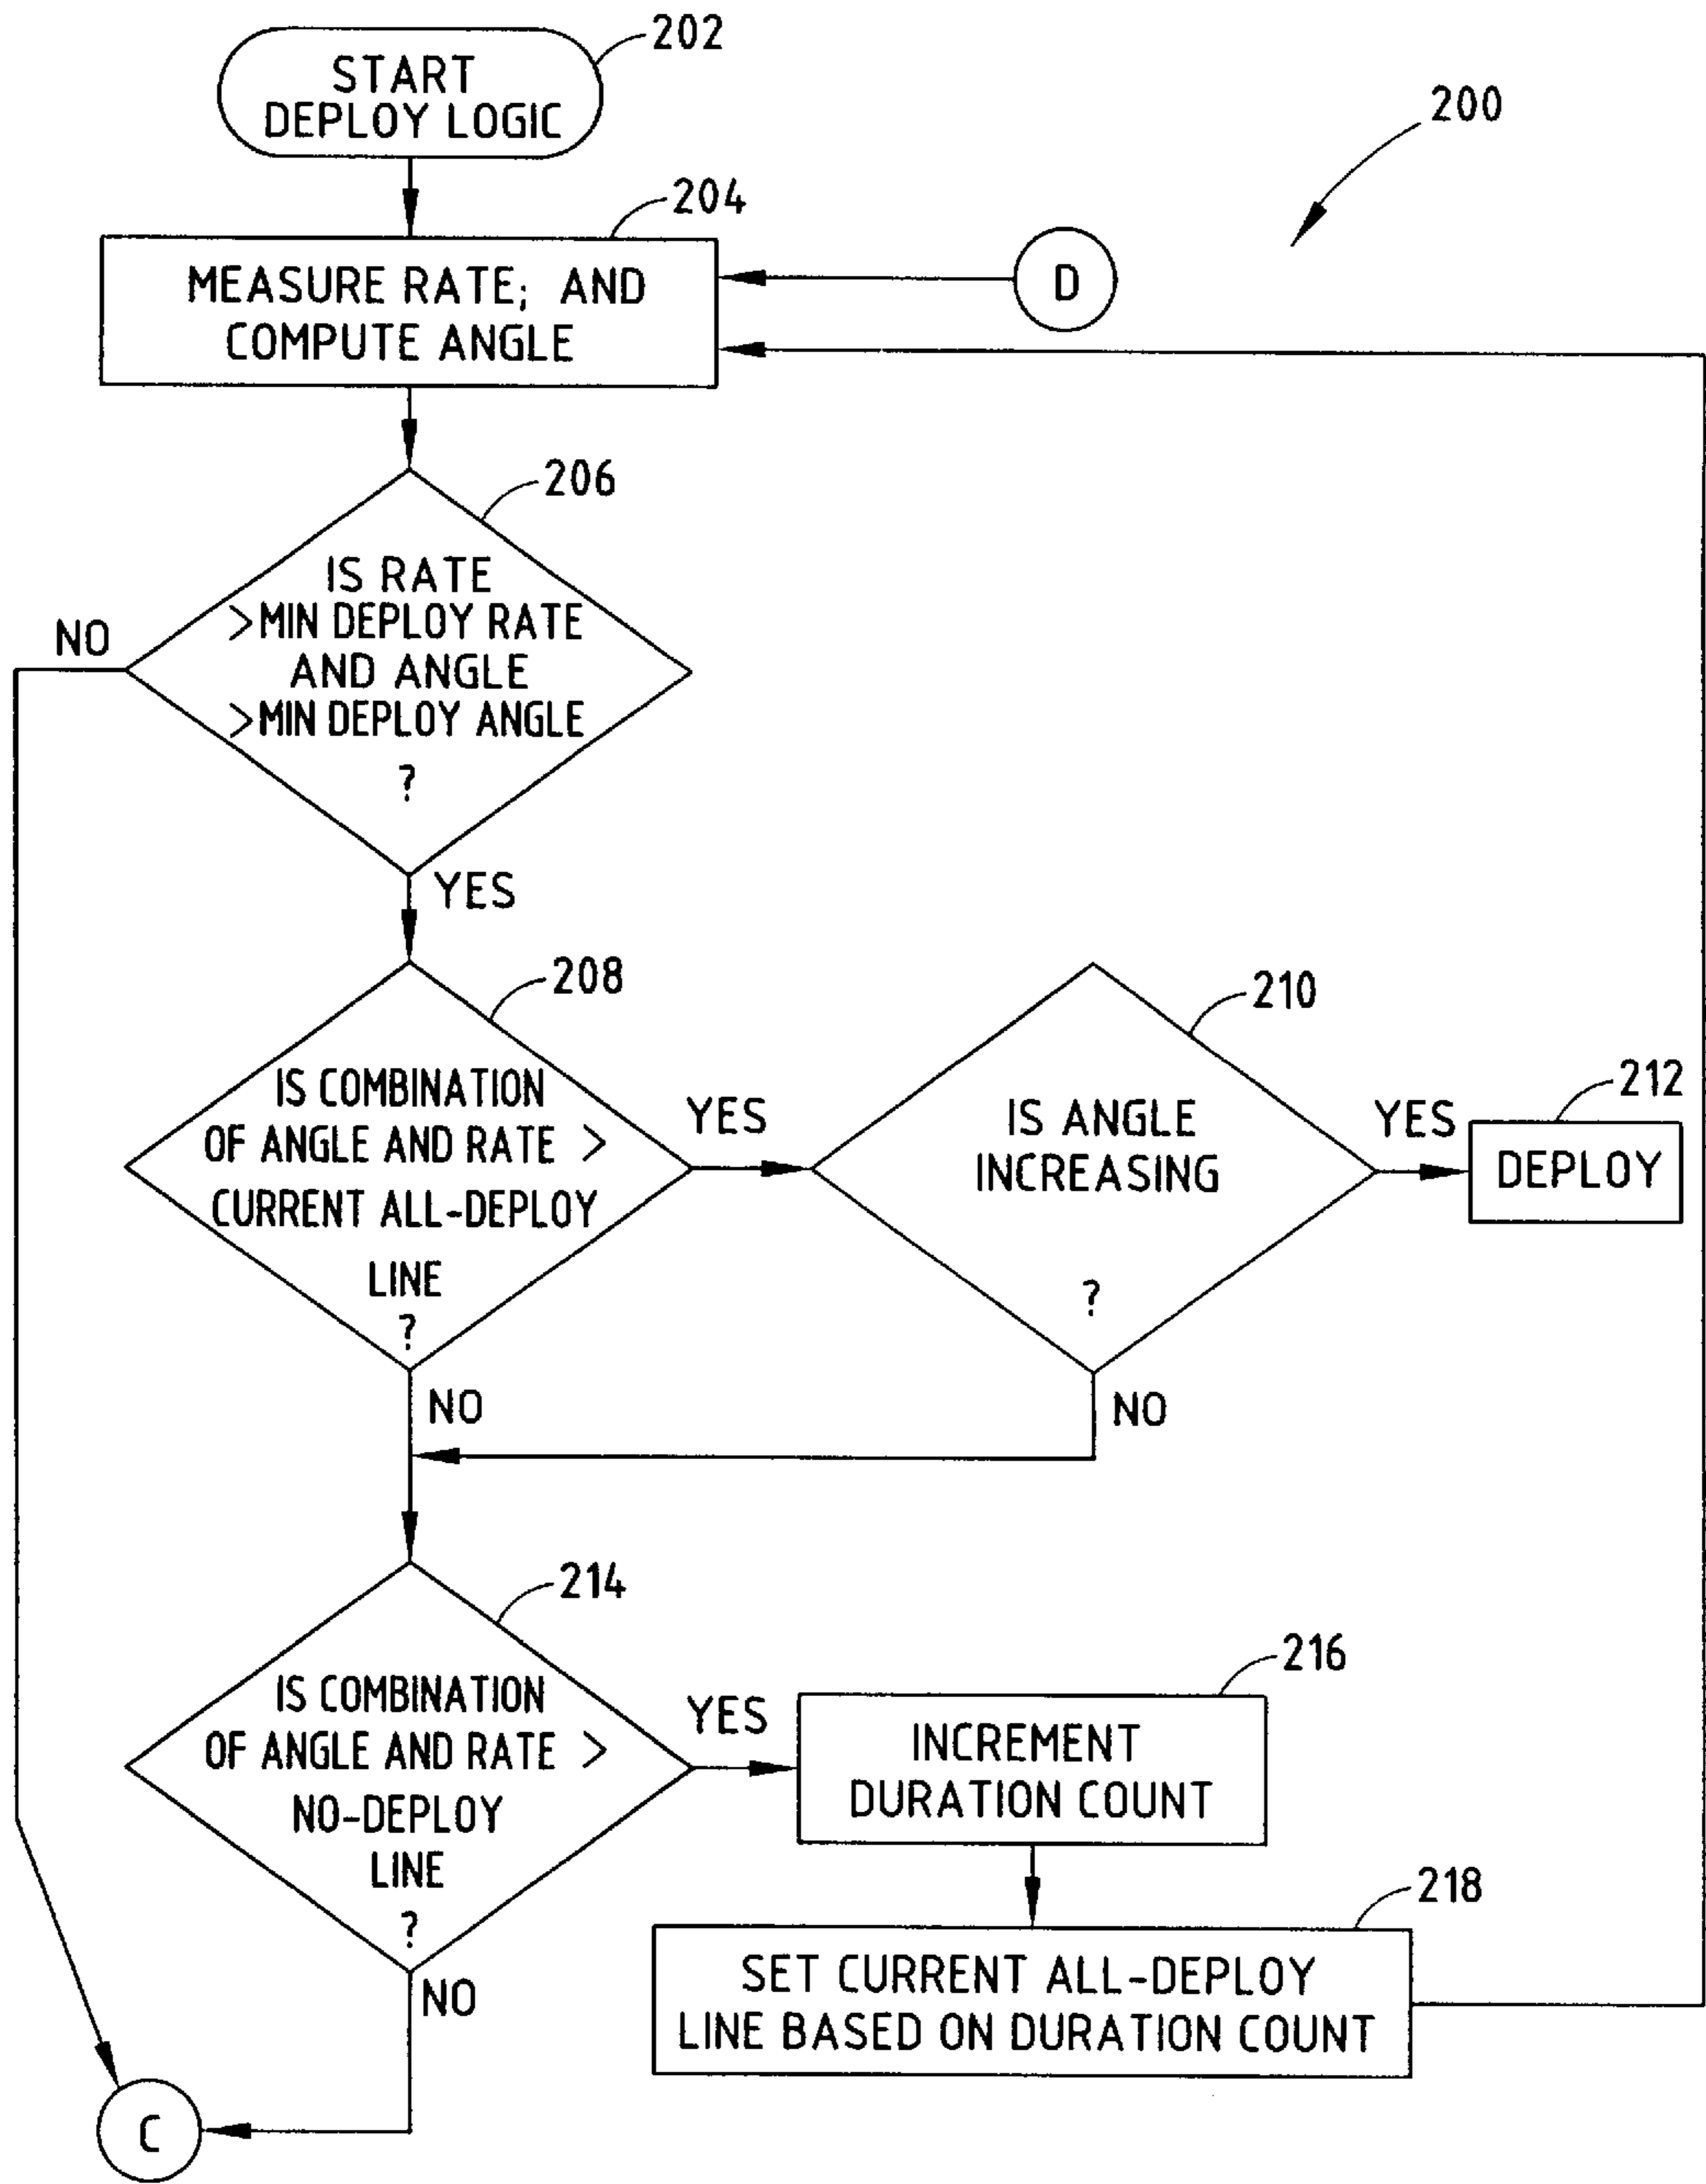 202
START
DEPLOY LOGIC
200
204
MEASURE RATE; AND
COMPUTE ANGLE
D
206
IS RATE
>MIN DEPLOY RATE
AND ANGLE
>MIN DEPLOY ANGLE
?
NO
YES
208
IS COMBINATION
OF ANGLE AND RATE >
CURRENT ALL-DEPLOY
LINE
?
YES
NO
210
IS ANGLE
INCREASING
?
YES
NO
212
DEPLOY
214
IS COMBINATION
OF ANGLE AND RATE >
NO-DEPLOY
LINE
?
YES
NO
216
INCREMENT
DURATION COUNT
218
SET CURRENT ALL-DEPLOY
LINE BASED ON DURATION COUNT
C